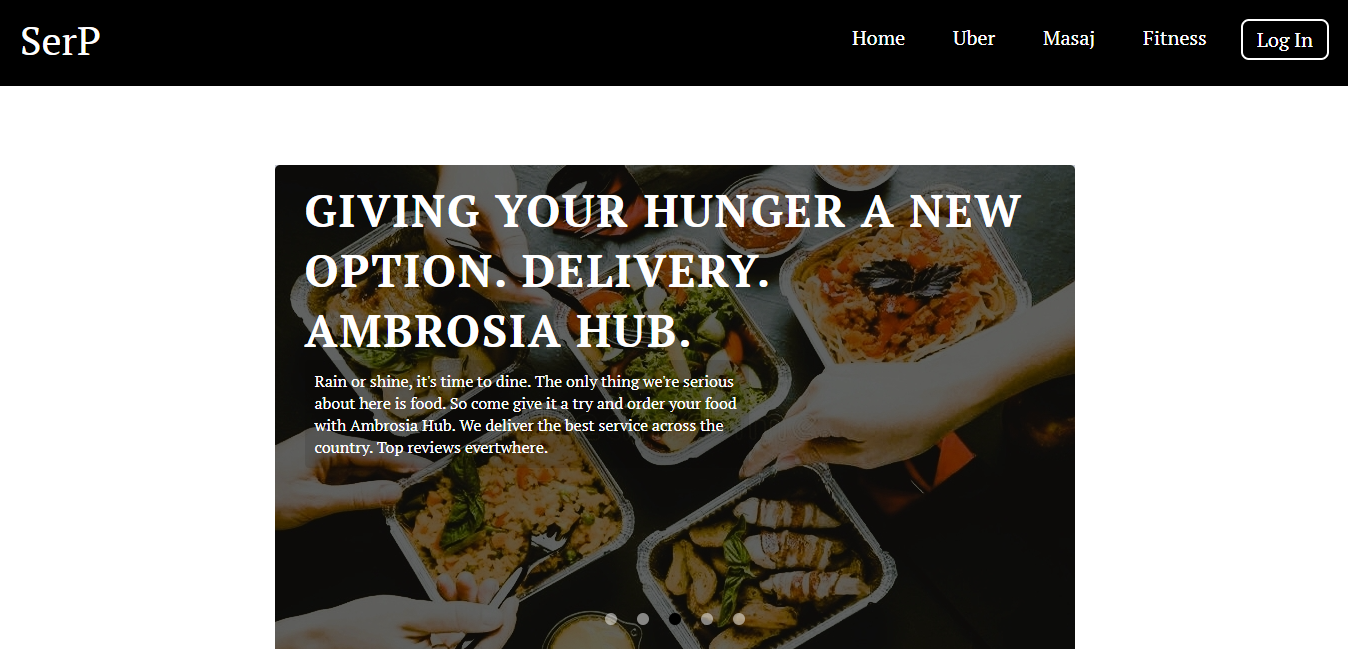 SerP
Home
Uber
Masaj
Fitness
Log In
GIVING YOUR HUNGER A NEW
OPTION. DELIVERY.
AMBROSIA HUB.
Rain or shine, it's time to dine. The only thing we're serious
about here is food. So come give it a try and order your food
with Ambrosia Hub. We deliver the best service across the
country. Top reviews evertwhere.